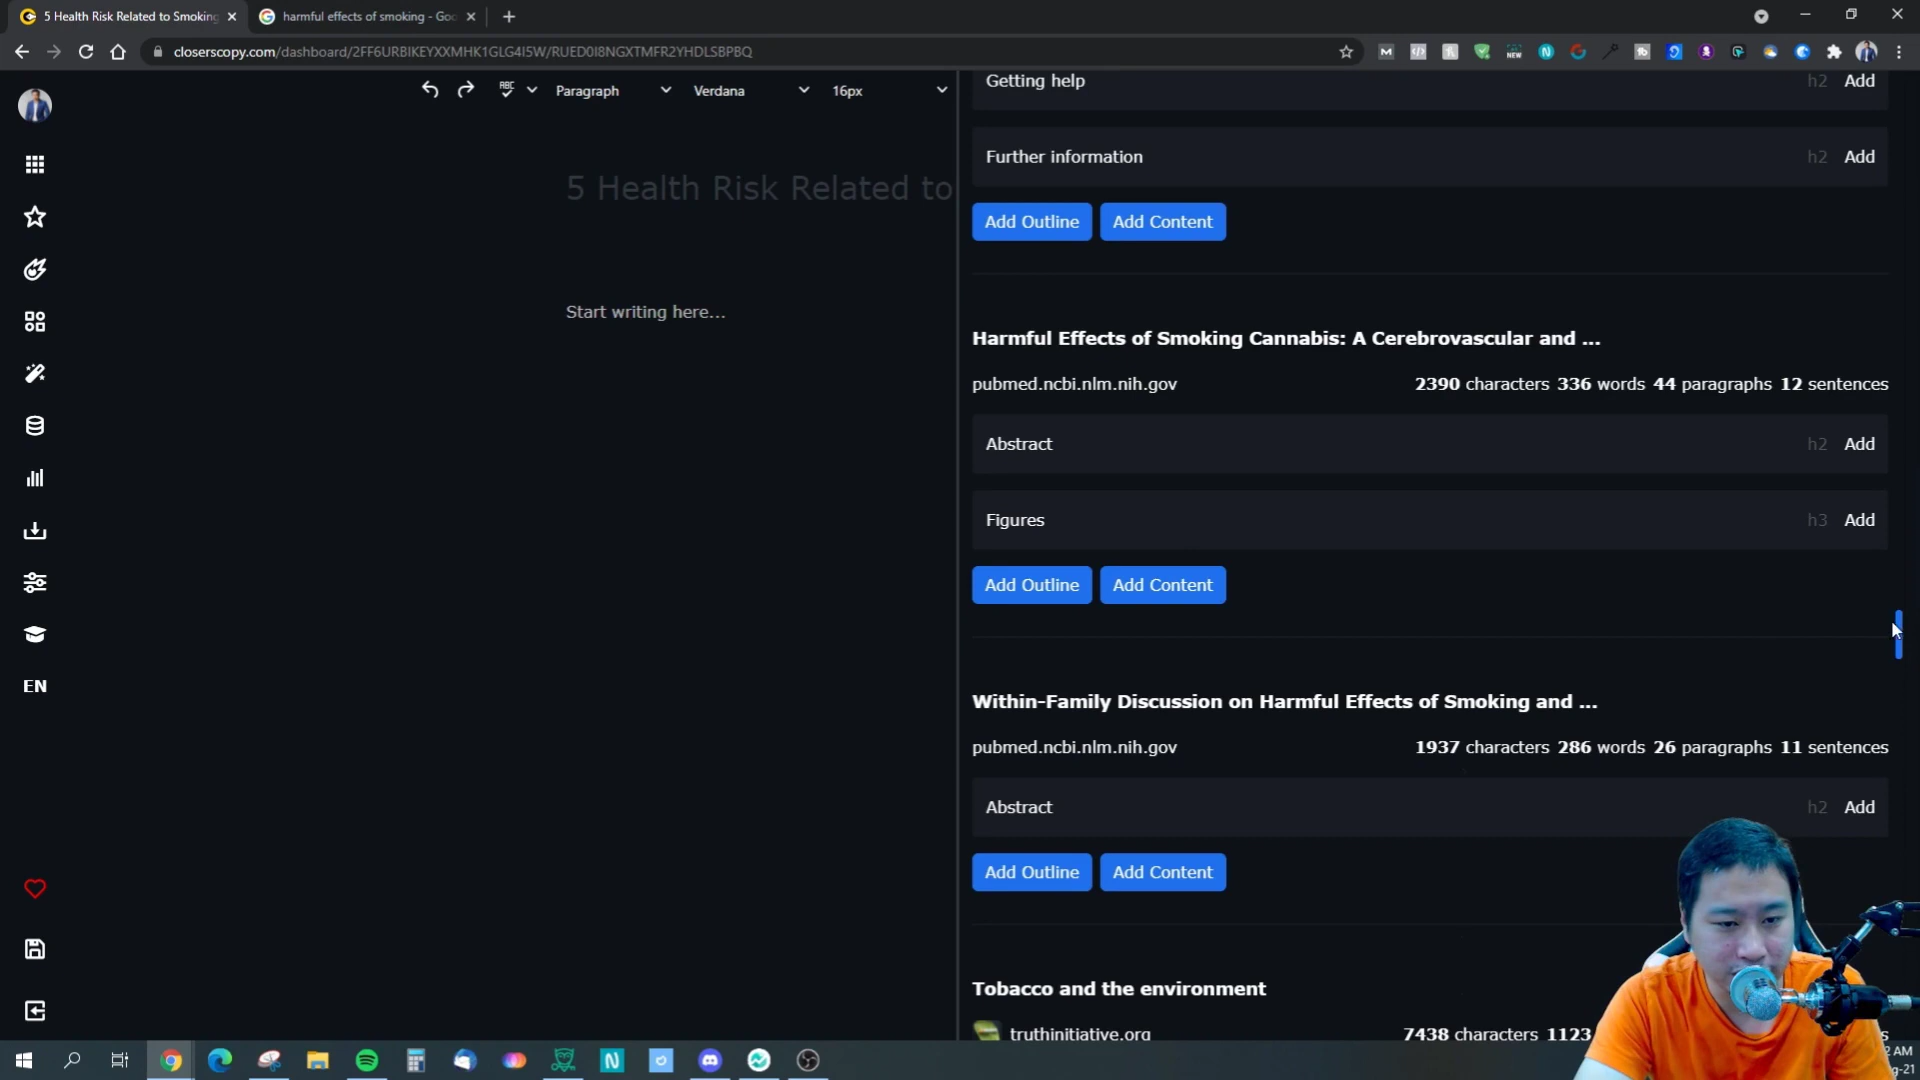 5 Health Risk Related to Smoking
harmful effects of smoking - Goo
closerscopy.com/dashboard/2FF6URBIKEYXXMHK1GLG4I5W/RUED0I8NGXTMFR2YHDLSBPBQ
Paragraph
Verdana
16px
5 Health Risk Related to
Start writing here...
EN
Getting help h2 Add
Further information h2 Add
Add Outline Add Content
Harmful Effects of Smoking Cannabis: A Cerebrovascular and ...
pubmed.ncbi.nlm.nih.gov 2390 characters 336 words 44 paragraphs 12 sentences
Abstract h2 Add
Figures h3 Add
Add Outline Add Content
Within-Family Discussion on Harmful Effects of Smoking and ...
pubmed.ncbi.nlm.nih.gov 1937 characters 286 words 26 paragraphs 11 sentences
Abstract h2 Add
Add Outline Add Content
Tobacco and the environment
truthinitiative.org 7438 characters 1123